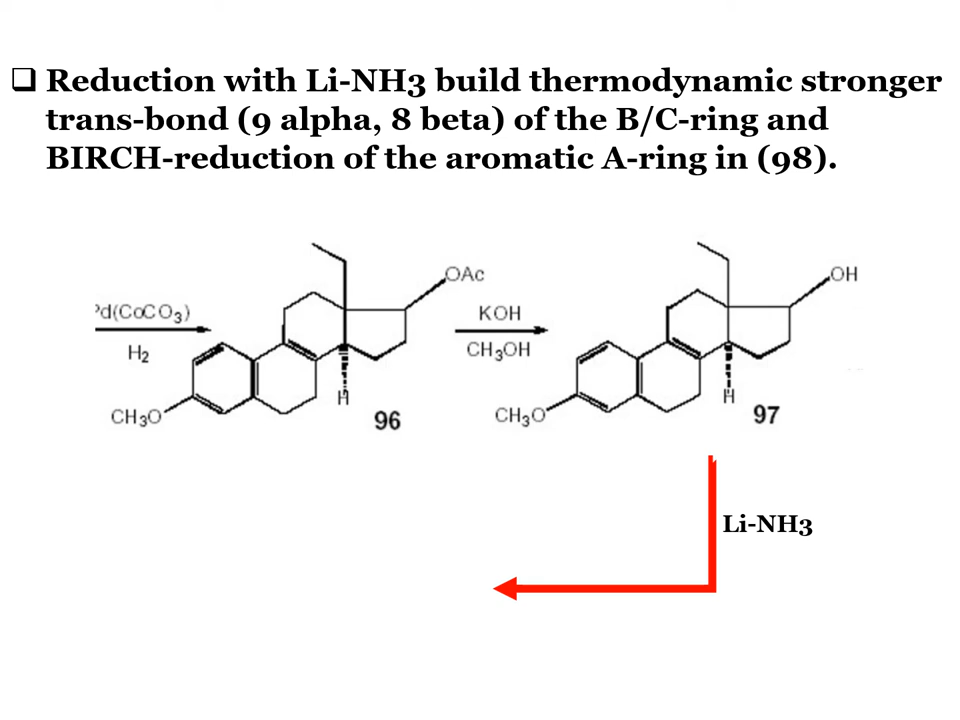 ❑ Reduction with Li-NH3 build thermodynamic stronger
trans-bond (9 alpha, 8 beta) of the B/C-ring and
BIRCH-reduction of the aromatic A-ring in (98).
OAc
OH
d(CoCO3)
KOH
H2
CH3OH
H
H
CH3O
96
CH3O
97
Li-NH3